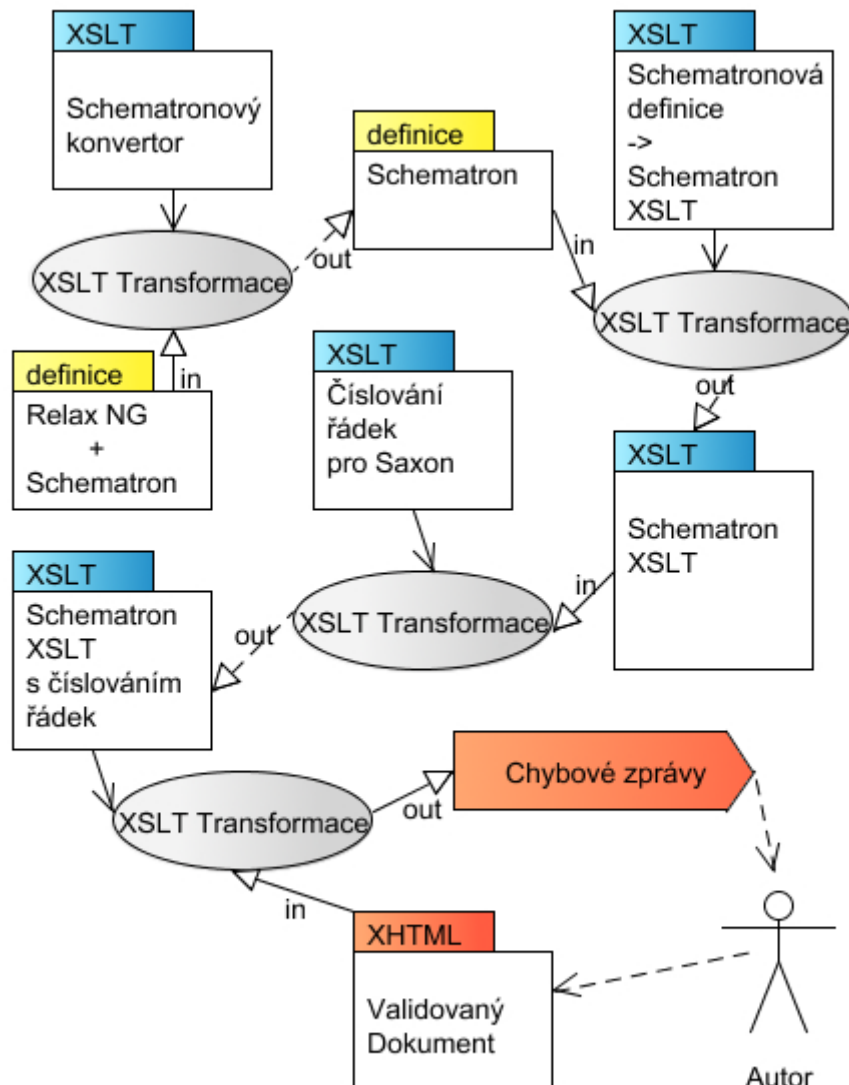 XSLT
Schematronový
konvertor
XSLT
Schematronová
definice
->
Schematron
XSLT
definice
Schematron
out
in
XSLT Transformace
XSLT Transformace
in
definice
Relax NG
+
Schematron
XSLT
Číslování
řádek
pro Saxon
out
XSLT
Schematron
XSLT
in
XSLT Transformace
out
XSLT
Schematron
XSLT
s číslováním
řádek
XSLT Transformace
out
Chybové zprávy
in
XHTML
Validovaný
Dokument
Autor